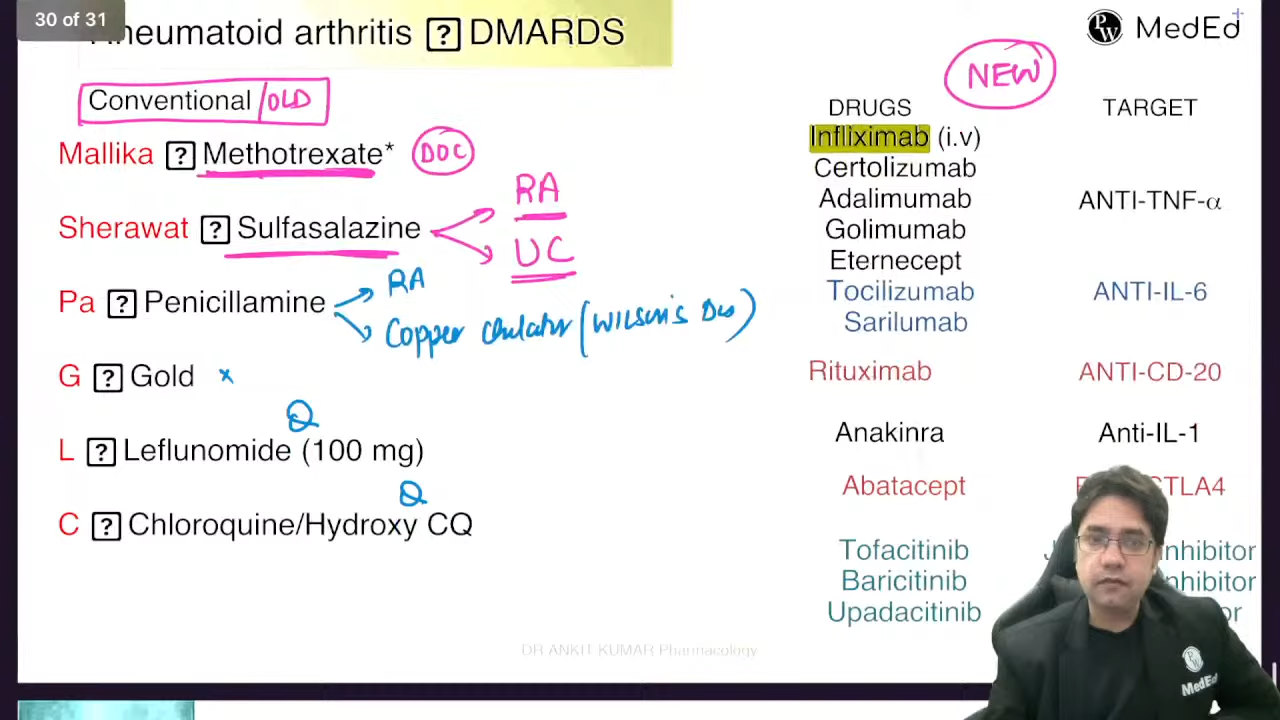 30 of 31
Rheumatoid arthritis ? DMARDS
PW MedEd
NEW
Conventional /OLD
DRUGS TARGET
Mallika ? Methotrexate* DOC
Infliximab (i.v)
Certolizumab
Adalimumab ANTI-TNF-α
Golimumab
Eternecept
Sherawat ? Sulfasalazine
RA
UC
Tocilizumab ANTI-IL-6
Sarilumab
Pa ? Penicillamine
RA
Copper chelator (WILSON'S Dis)
G ? Gold x
Rituximab ANTI-CD-20
Q
L ? Leflunomide (100 mg)
Anakinra Anti-IL-1
Q
Abatacept CTLA4
C ? Chloroquine/Hydroxy CQ
Tofacitinib
Baricitinib
Upadacitinib
DR ANKIT KUMAR Pharmacology
PW
MedEd